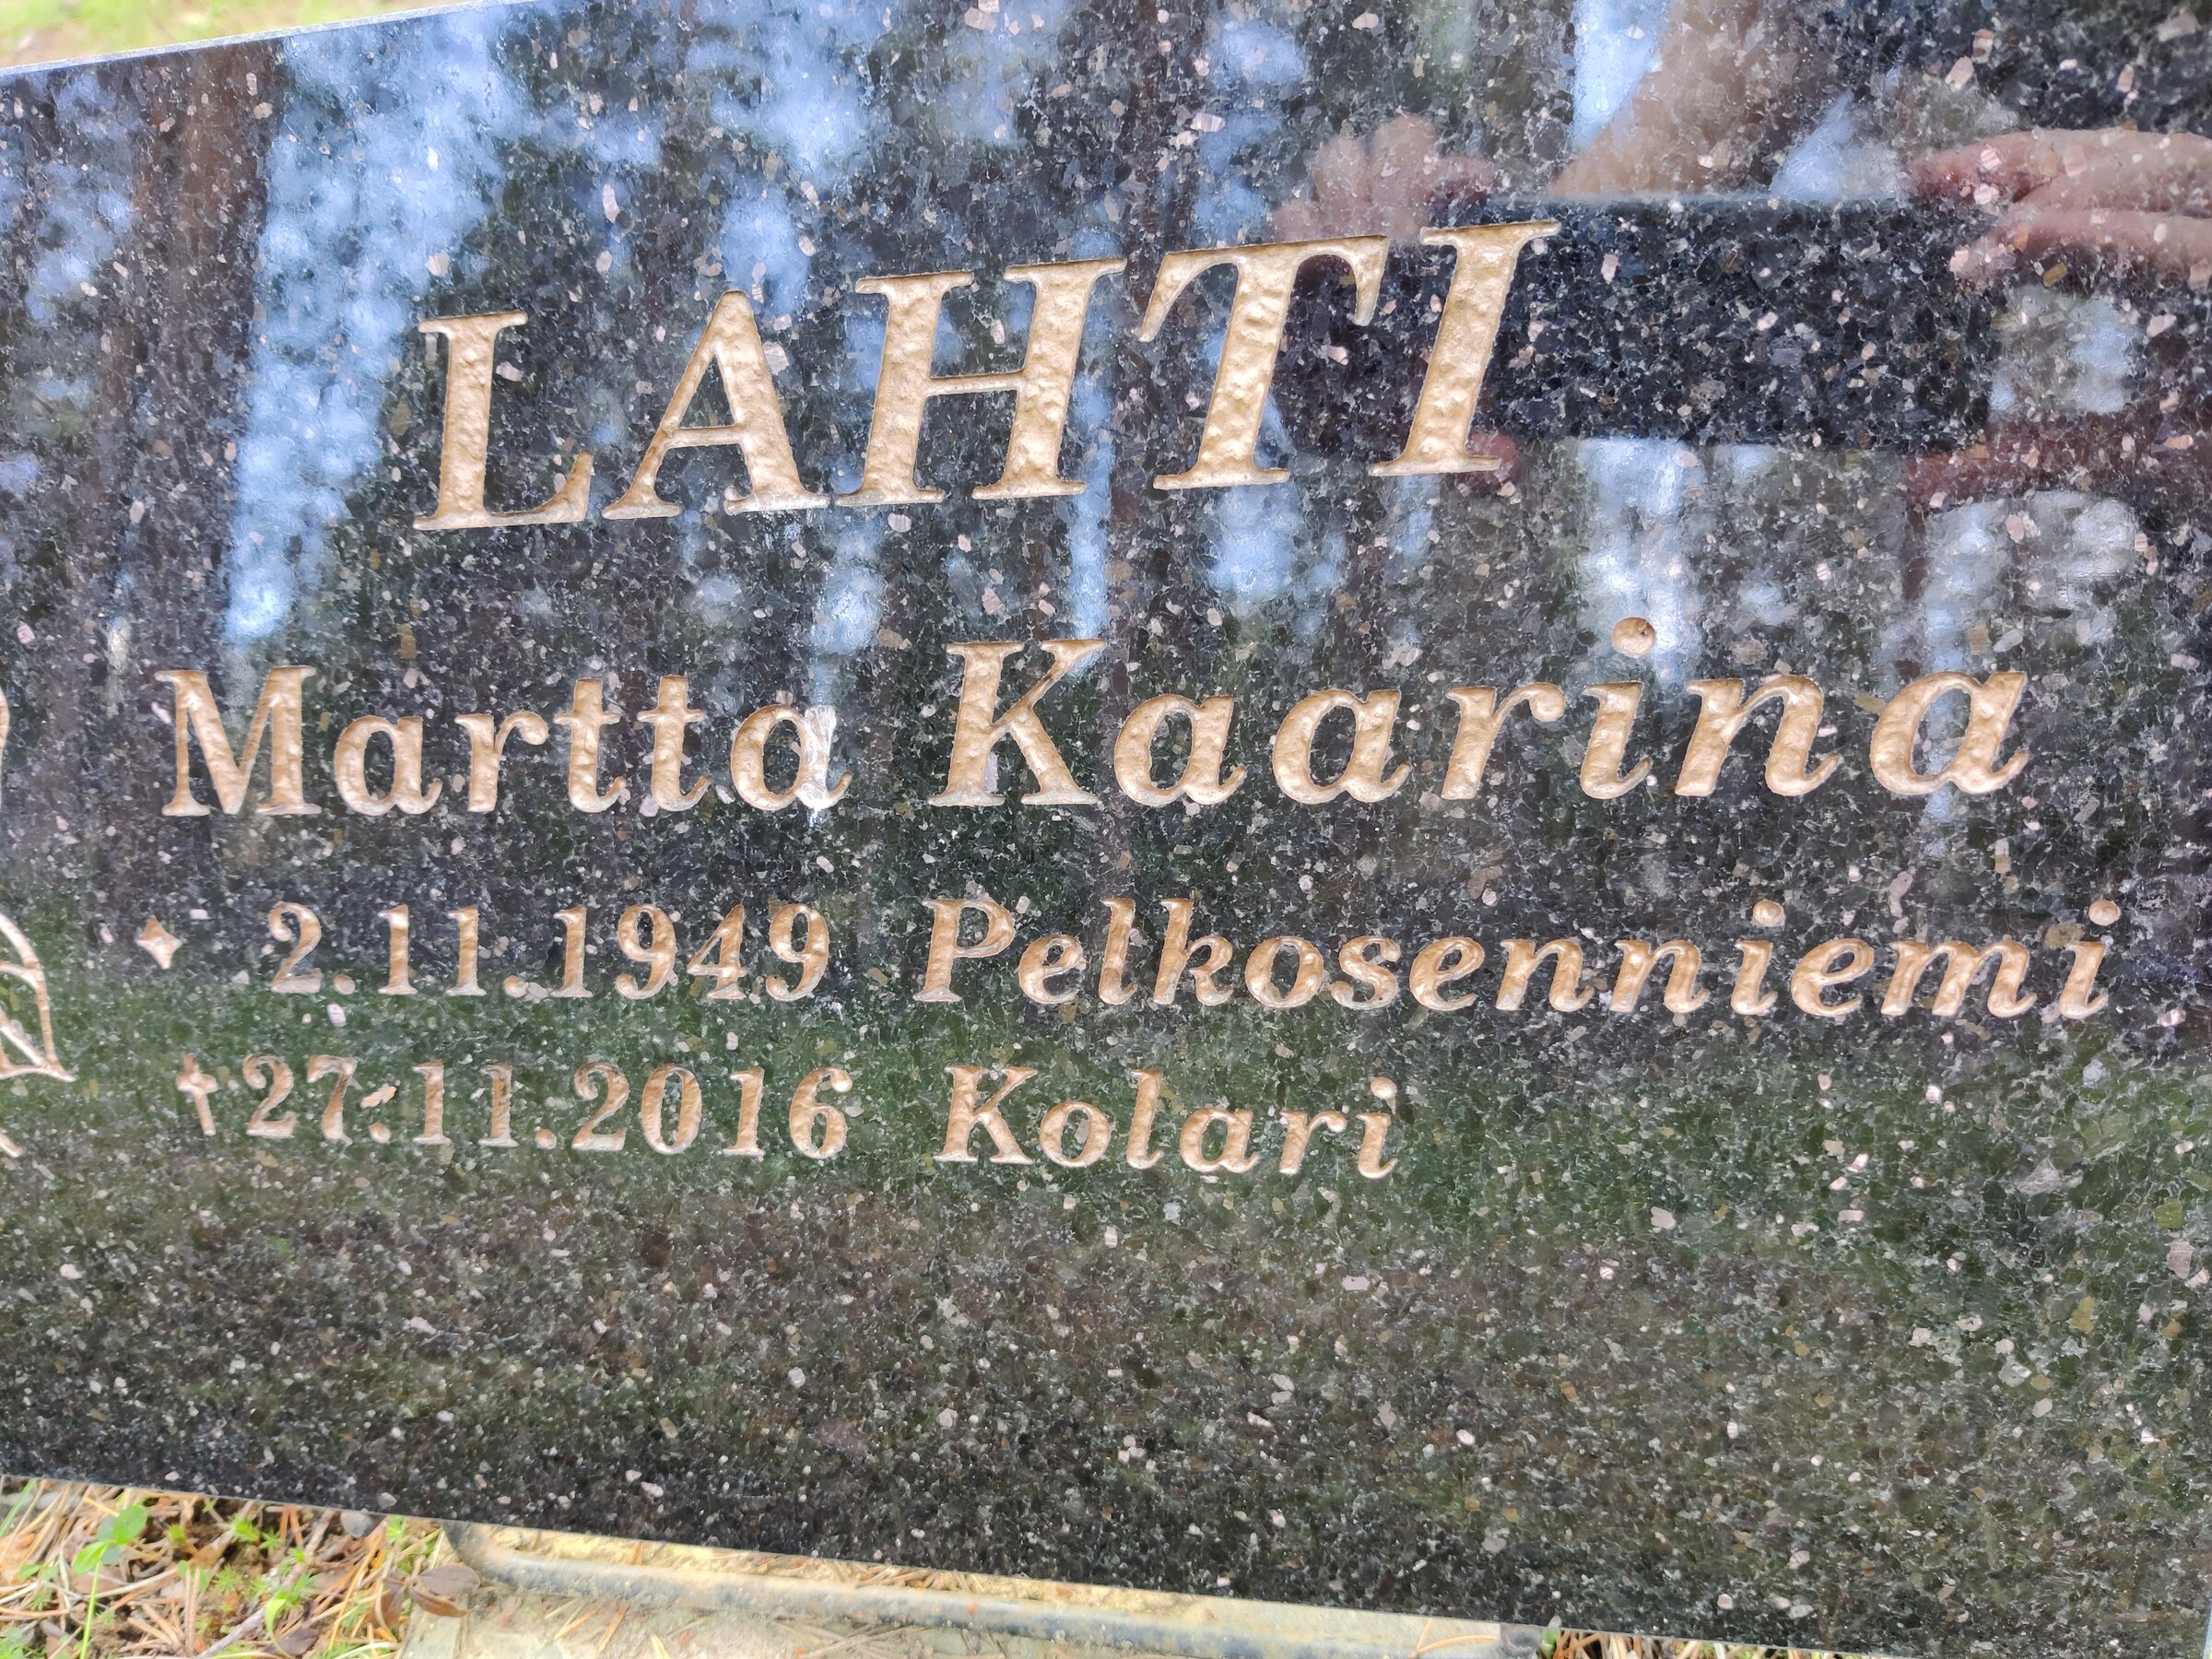 LAHTI
Martta Kaarina
✦ 2.11.1949 Pelkosenniemi
†27.11.2016 Kolari